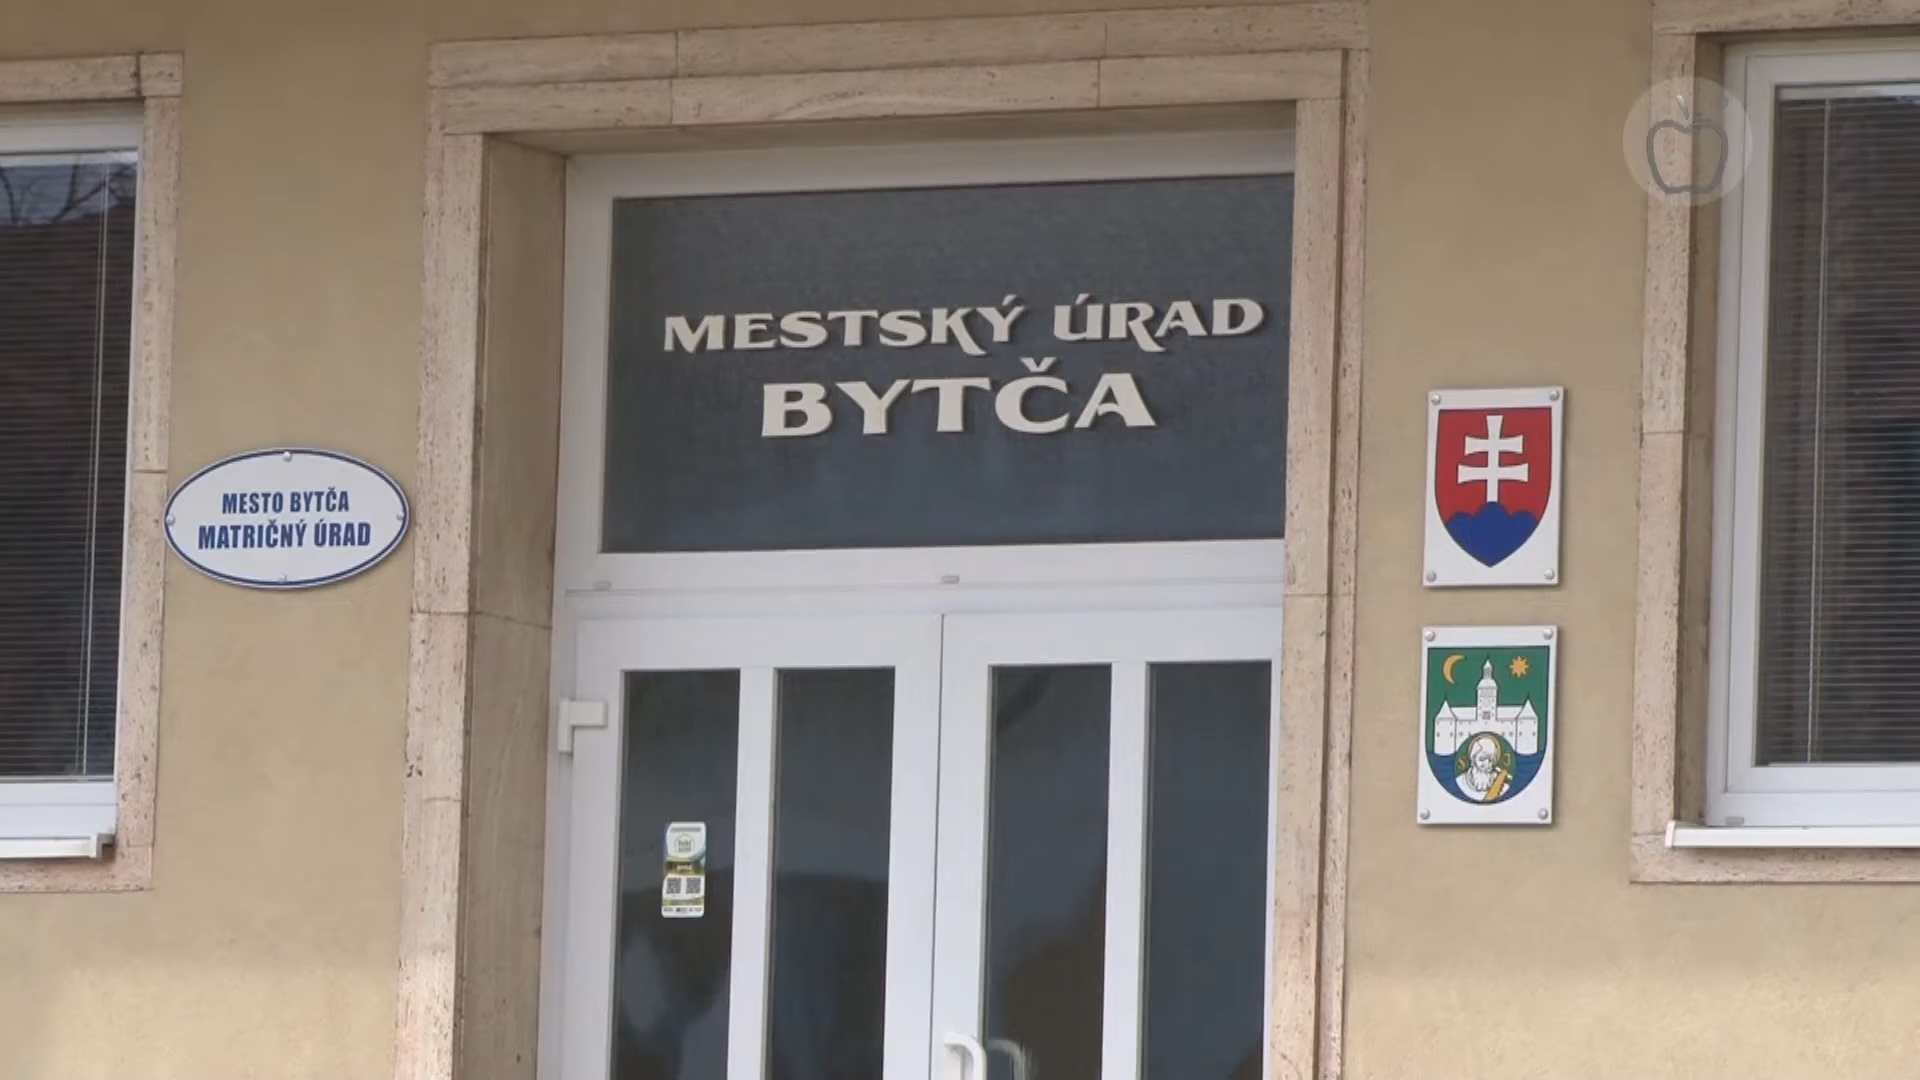 MESTSKÝ ÚRAD
BYTČA
MESTO BYTČA
MATRIČNÝ ÚRAD
S J